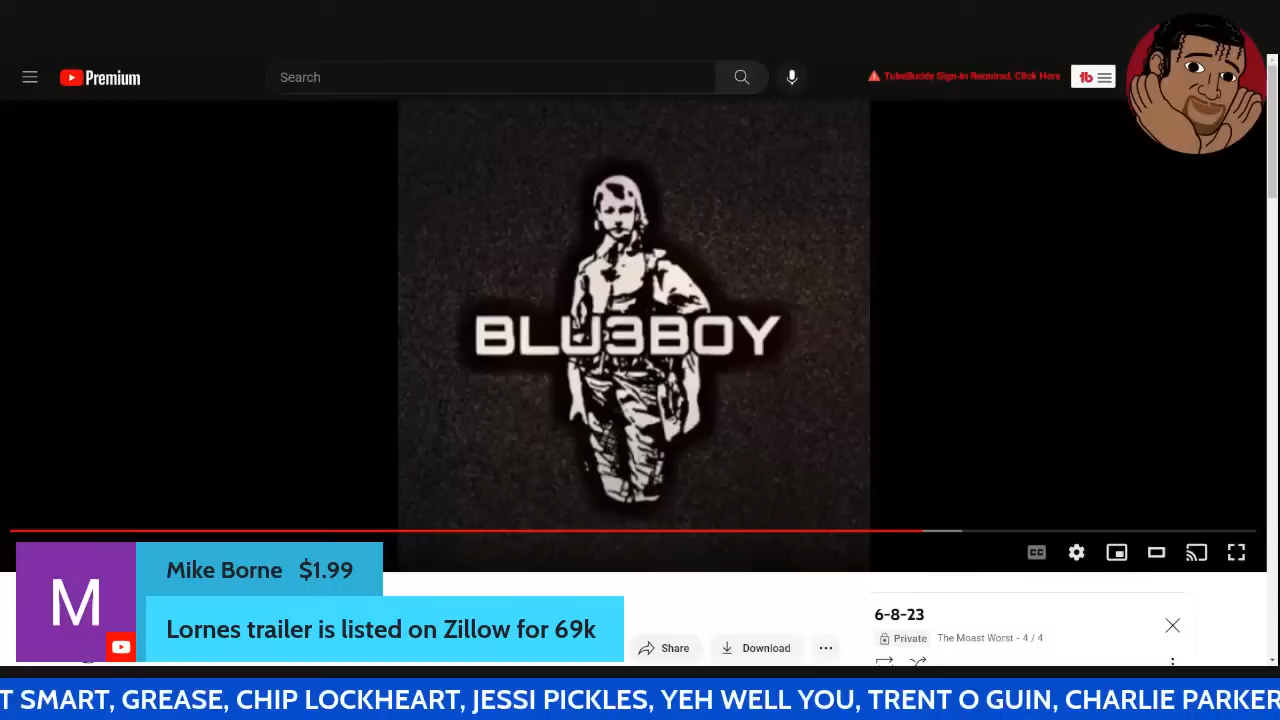 Premium
Search
TubeBuddy Sign-in Required, Click Here
tb
BLU3BOY
CC
M
Mike Borne $1.99
Lornes trailer is listed on Zillow for 69k
Share
Download
6-8-23
Private
The Moast Worst - 4 / 4
T SMART, GREASE, CHIP LOCKHEART, JESSI PICKLES, YEH WELL YOU, TRENT O GUIN, CHARLIE PARKER